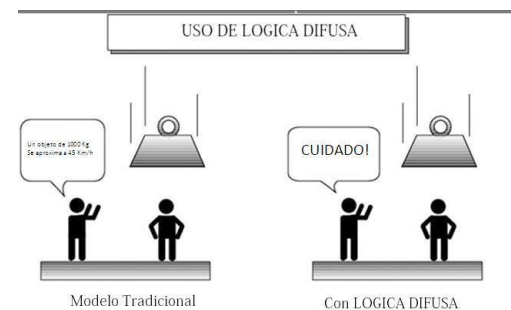 USO DE LOGICA DIFUSA
Un objeto de 1000 Kg
Se aproxima a 45 Km/h
CUIDADO!
Modelo Tradicional
Con LOGICA DIFUSA